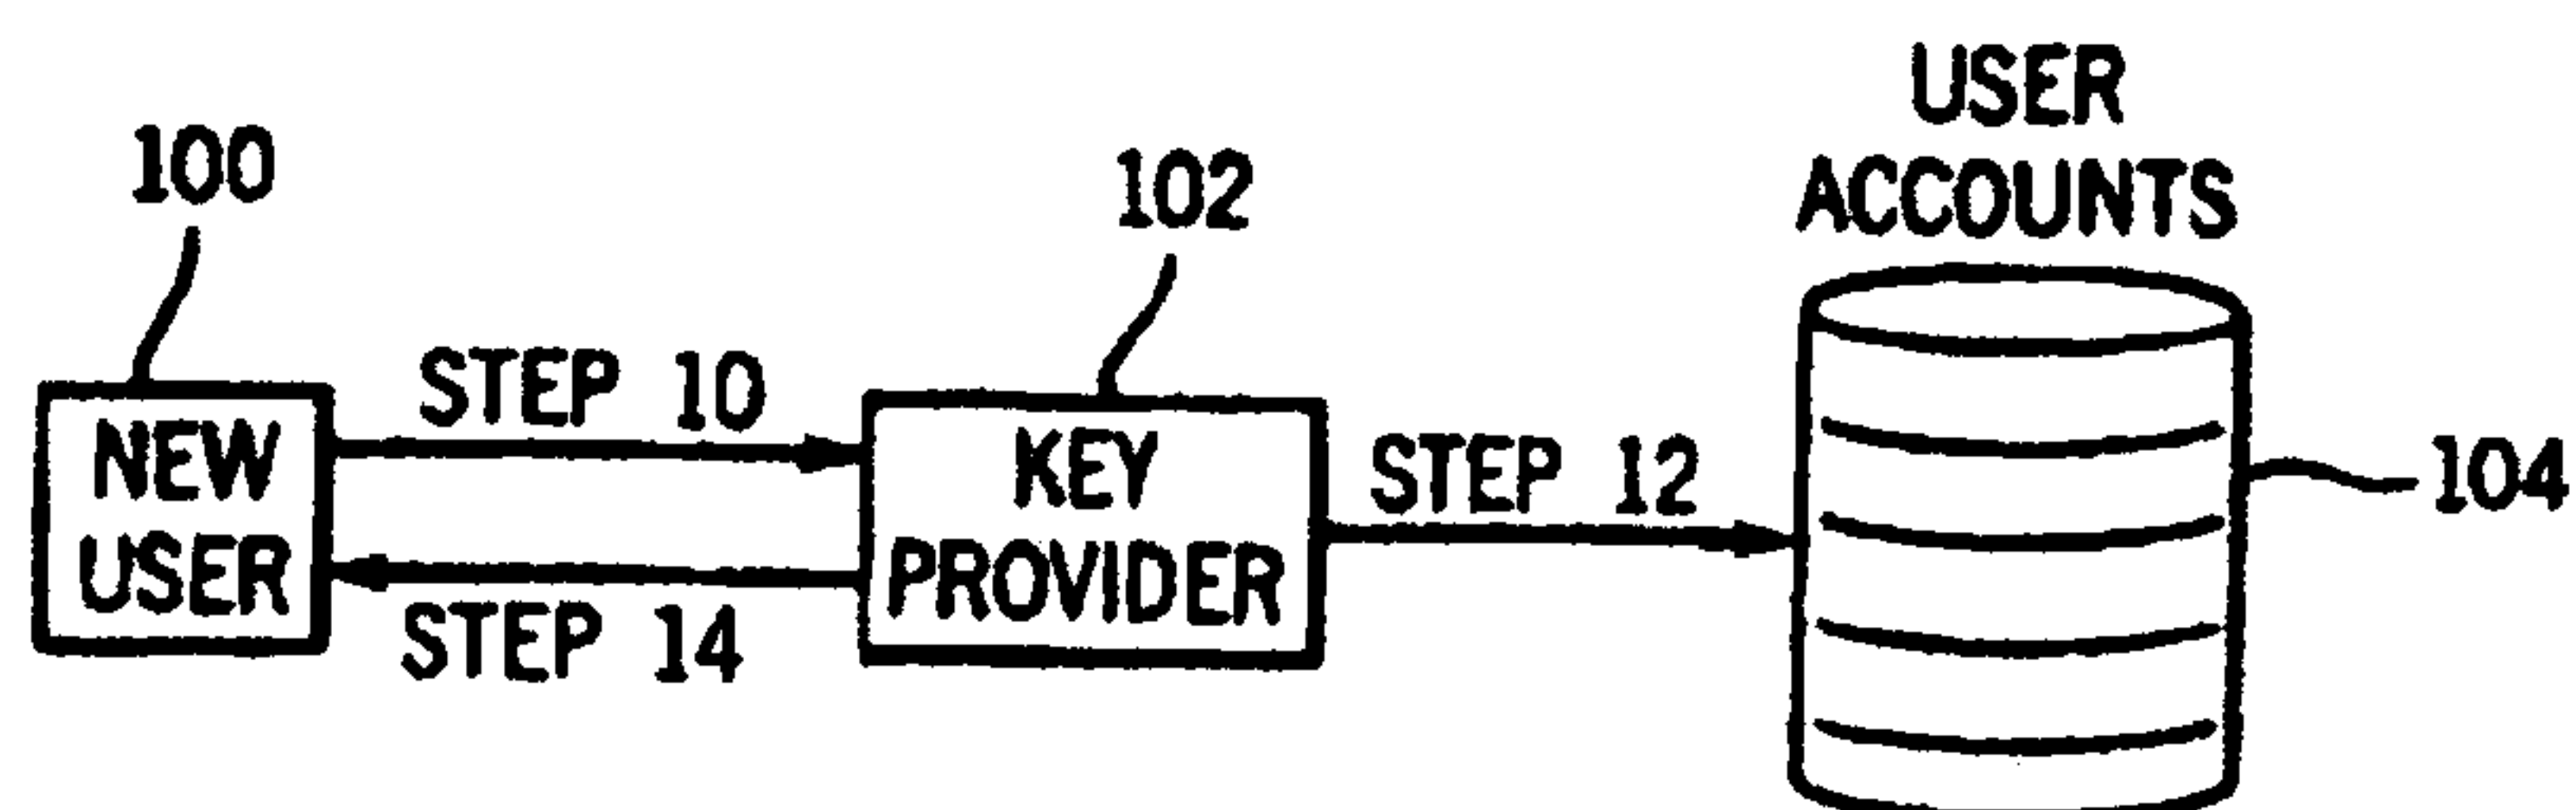 USER
ACCOUNTS
100
102
STEP 10
NEW
USER
KEY
PROVIDER
STEP 12
104
STEP 14